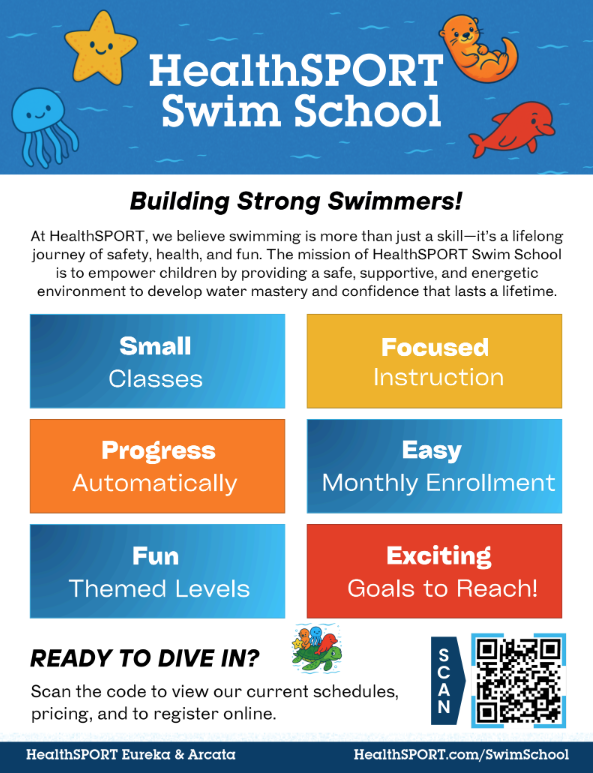 HealthSPORT
Swim School
Building Strong Swimmers!
At HealthSPORT, we believe swimming is more than just a skill—it's a lifelong
journey of safety, health, and fun. The mission of HealthSPORT Swim School
is to empower children by providing a safe, supportive, and energetic
environment to develop water mastery and confidence that lasts a lifetime.
Small
Classes
Focused
Instruction
Progress
Automatically
Easy
Monthly Enrollment
Fun
Themed Levels
Exciting
Goals to Reach!
READY TO DIVE IN?
Scan the code to view our current schedules,
pricing, and to register online.
SCAN
HealthSPORT Eureka & Arcata
HealthSPORT.com/SwimSchool